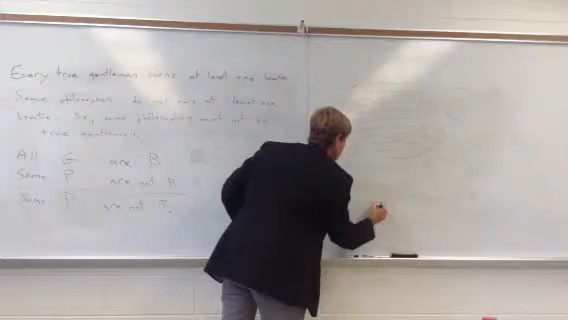 Every true gentleman owns at least one bowtie
Some philosophers do not own at least one
bowtie. So, some philosophers must not be
true gentlemen.
All G are B
Some P are not B
Some P are not G.